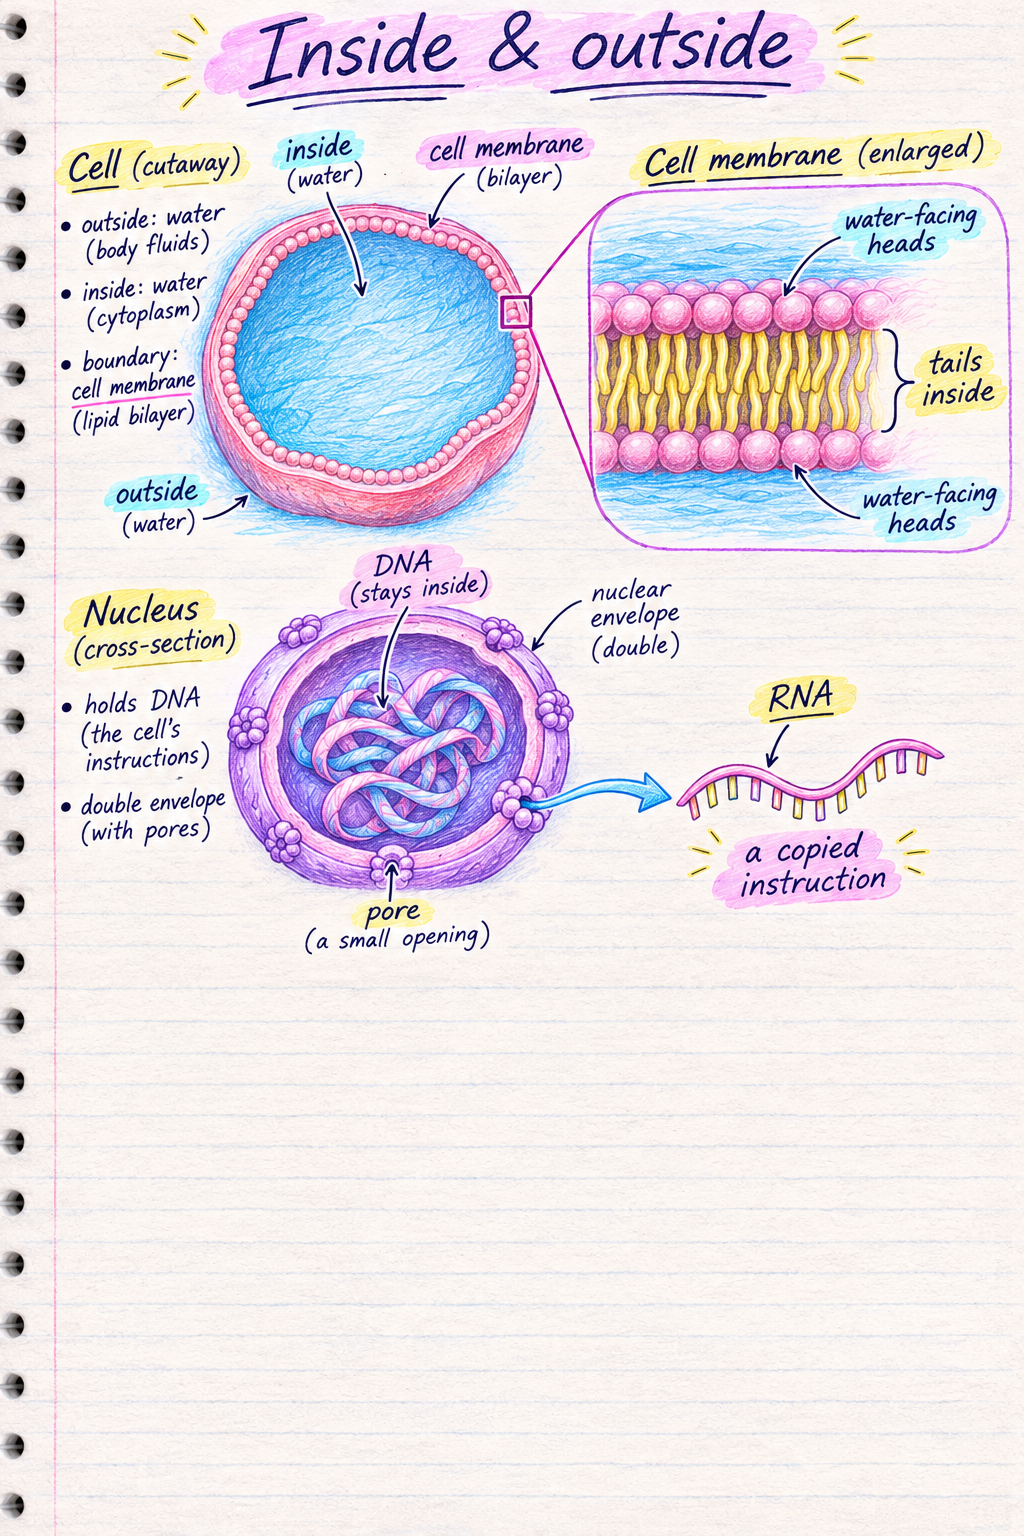 Inside & outside
Cell (cutaway)
• outside: water
(body fluids)
• inside: water
(cytoplasm)
• boundary:
cell membrane
(lipid bilayer)
inside
(water)
cell membrane
(bilayer)
outside
(water)
Cell membrane (enlarged)
water-facing
heads
tails
inside
water-facing
heads
Nucleus
(cross-section)
• holds DNA
(the cell's
instructions)
• double envelope
(with pores)
DNA
(stays inside)
nuclear
envelope
(double)
pore
(a small opening)
RNA
a copied
instruction